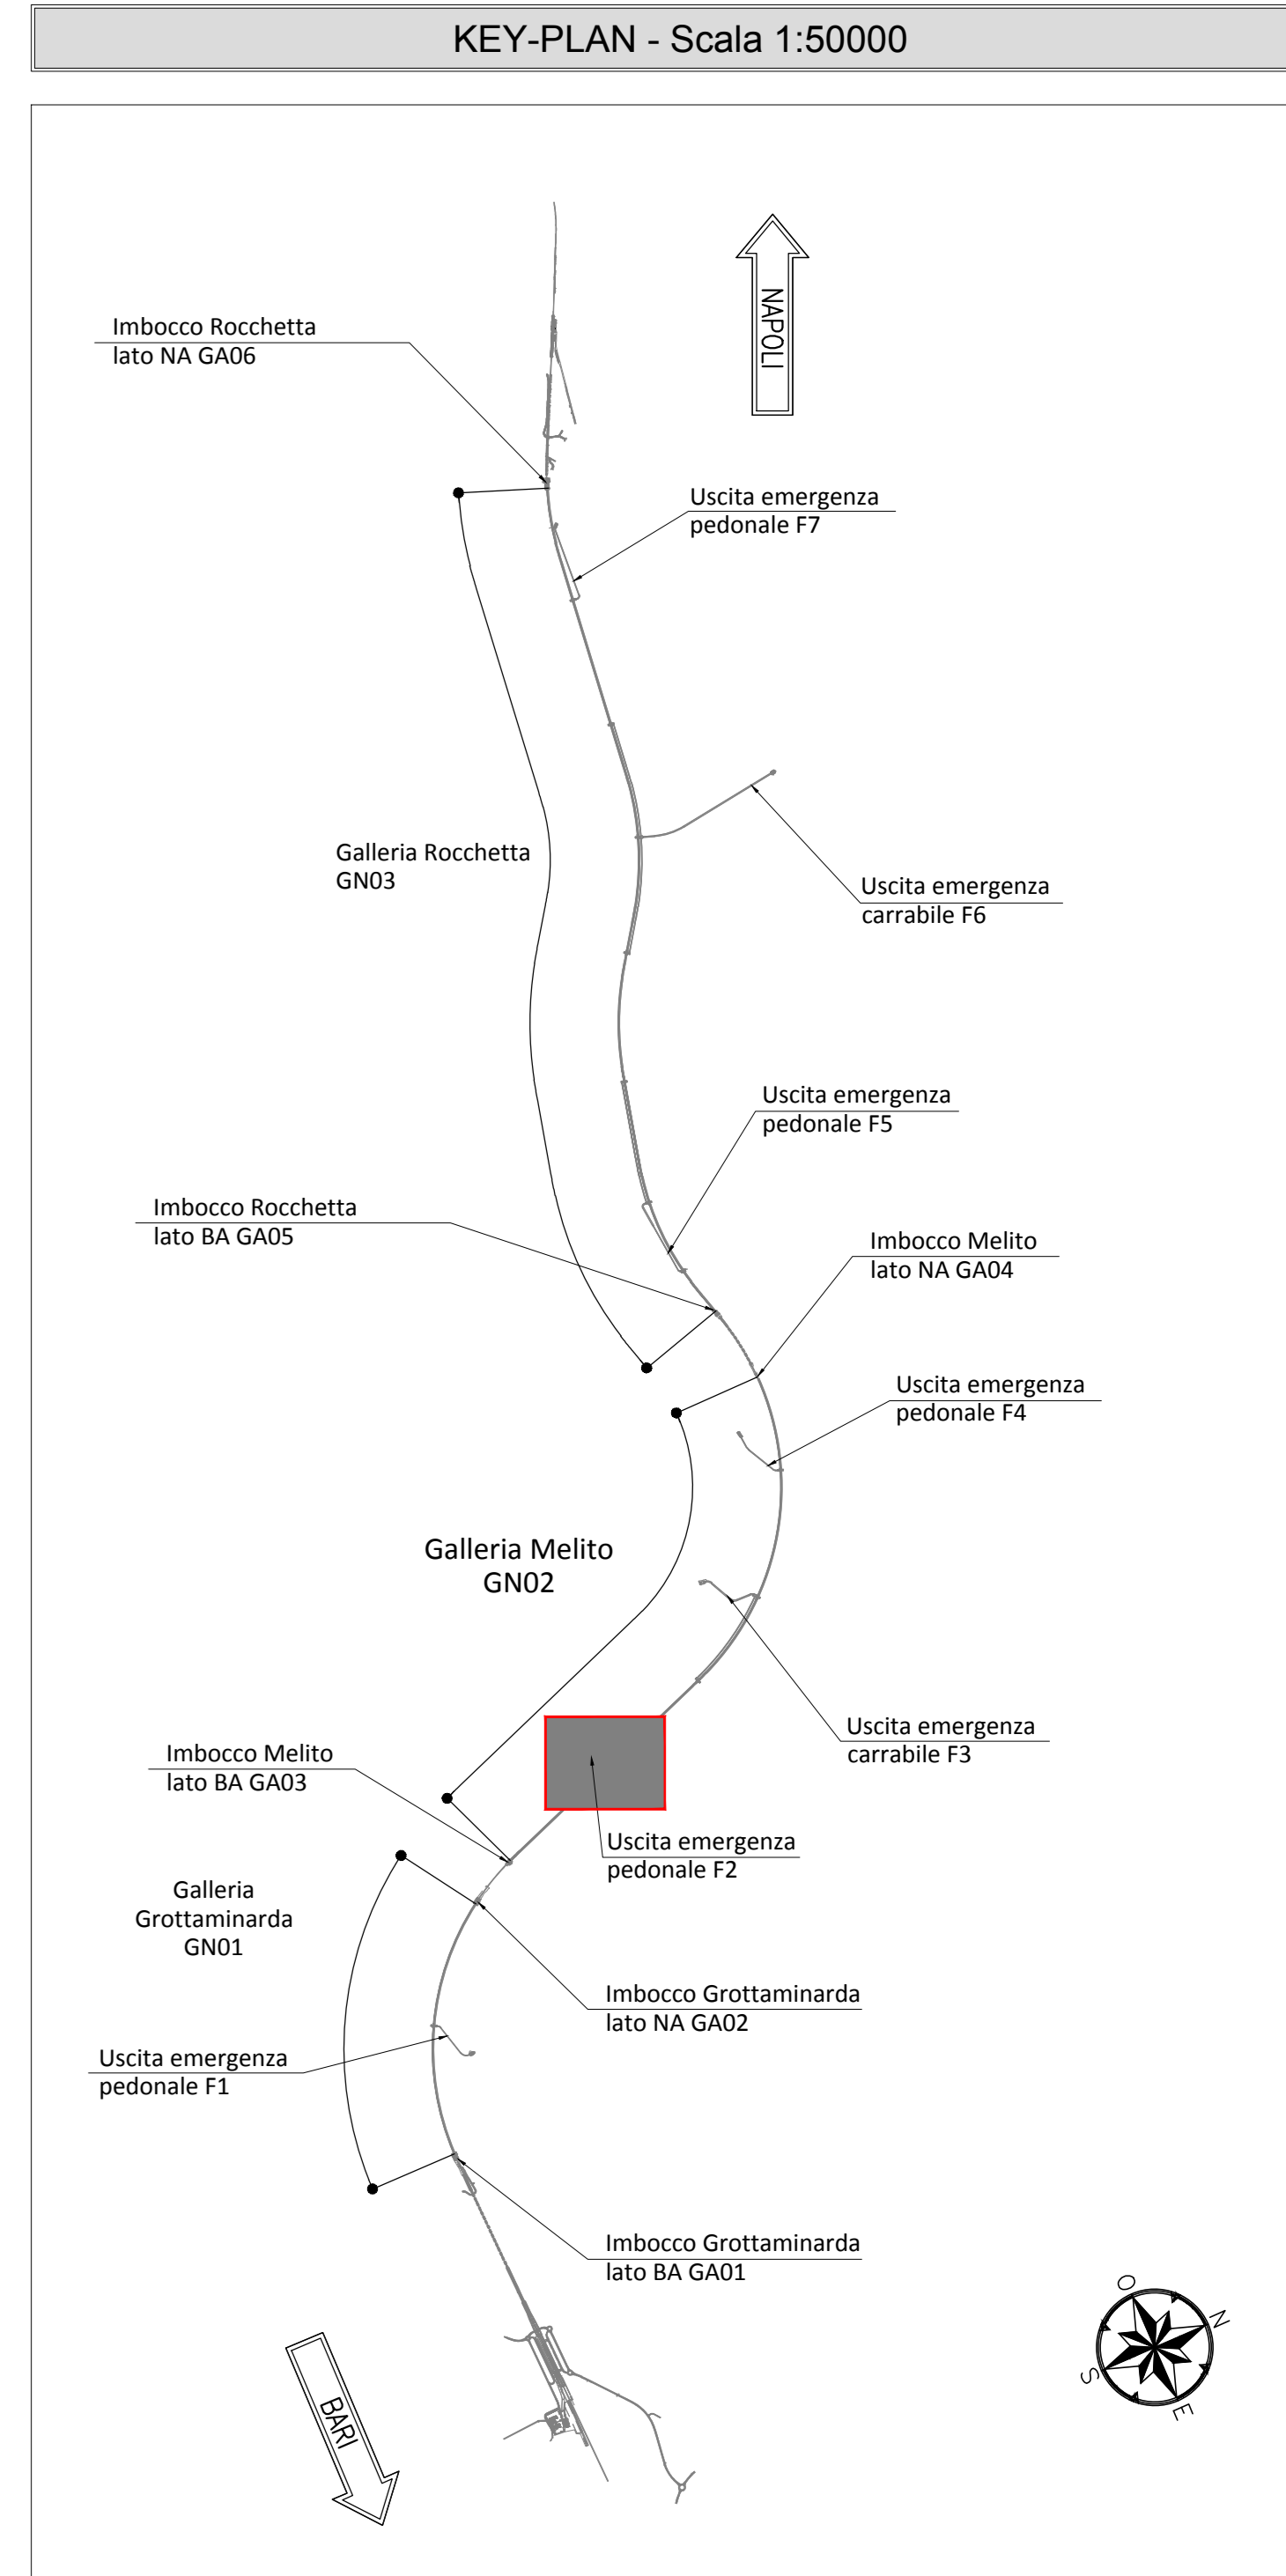 KEY-PLAN - Scala 1:50000
NAPOLI
Imbocco Rocchetta
lato NA GA06
Uscita emergenza
pedonale F7
Galleria Rocchetta
GN03
Uscita emergenza
carrabile F6
Uscita emergenza
pedonale F5
Imbocco Rocchetta
lato BA GA05
Imbocco Melito
lato NA GA04
Uscita emergenza
pedonale F4
Galleria Melito
GN02
Uscita emergenza
carrabile F3
Imbocco Melito
lato BA GA03
Uscita emergenza
pedonale F2
Galleria
Grottaminarda
GN01
Imbocco Grottaminarda
lato NA GA02
Uscita emergenza
pedonale F1
Imbocco Grottaminarda
lato BA GA01
O
N
S
E
BARI